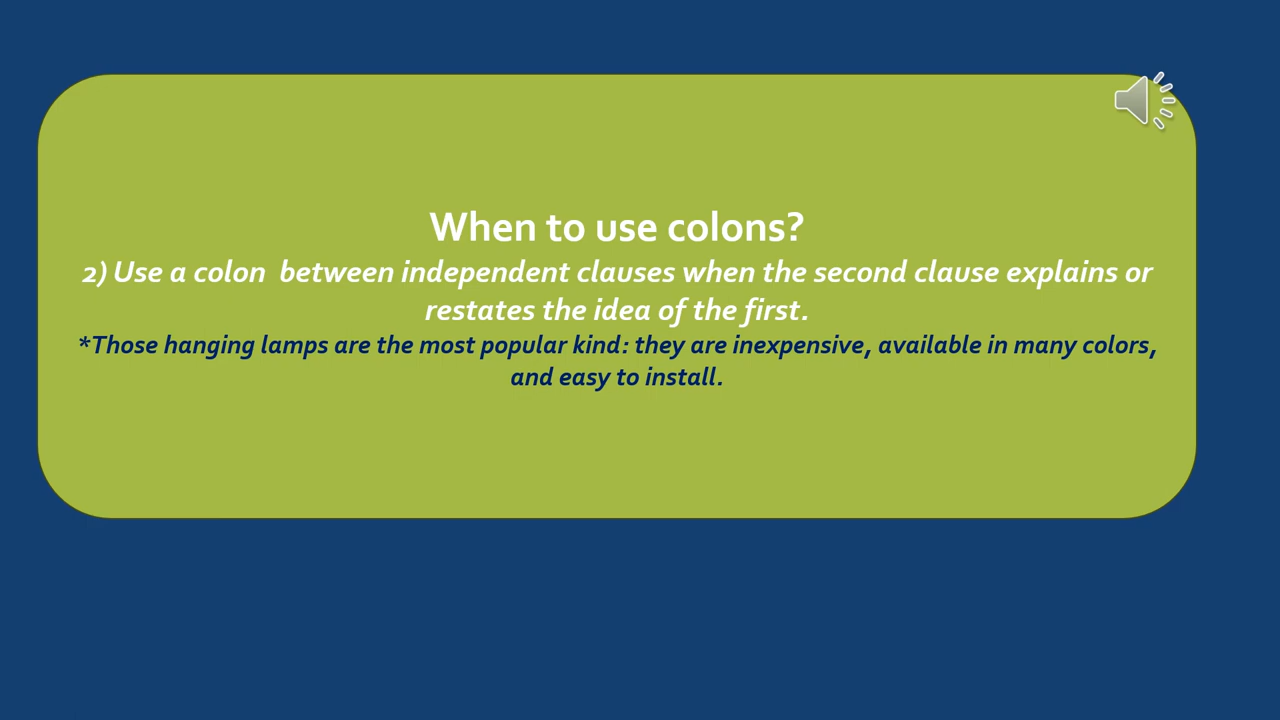 When to use colons?
2) Use a colon  between independent clauses when the second clause explains or
restates the idea of the first.
*Those hanging lamps are the most popular kind: they are inexpensive, available in many colors,
and easy to install.